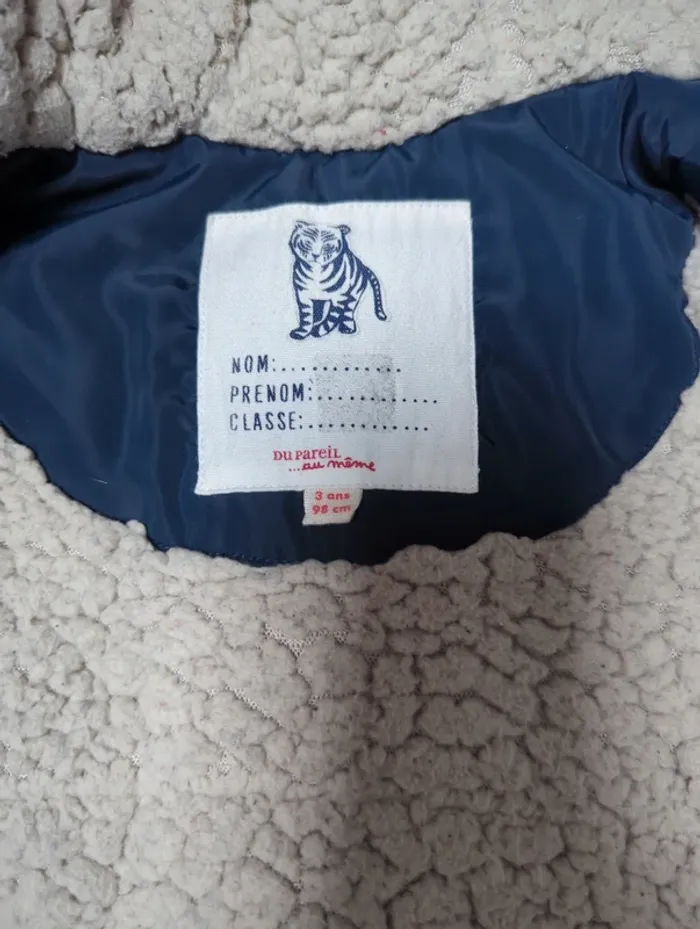 NOM:............
PRENOM:............
CLASSE:............
DU PAREIL
...au même
3 ans
98 cm